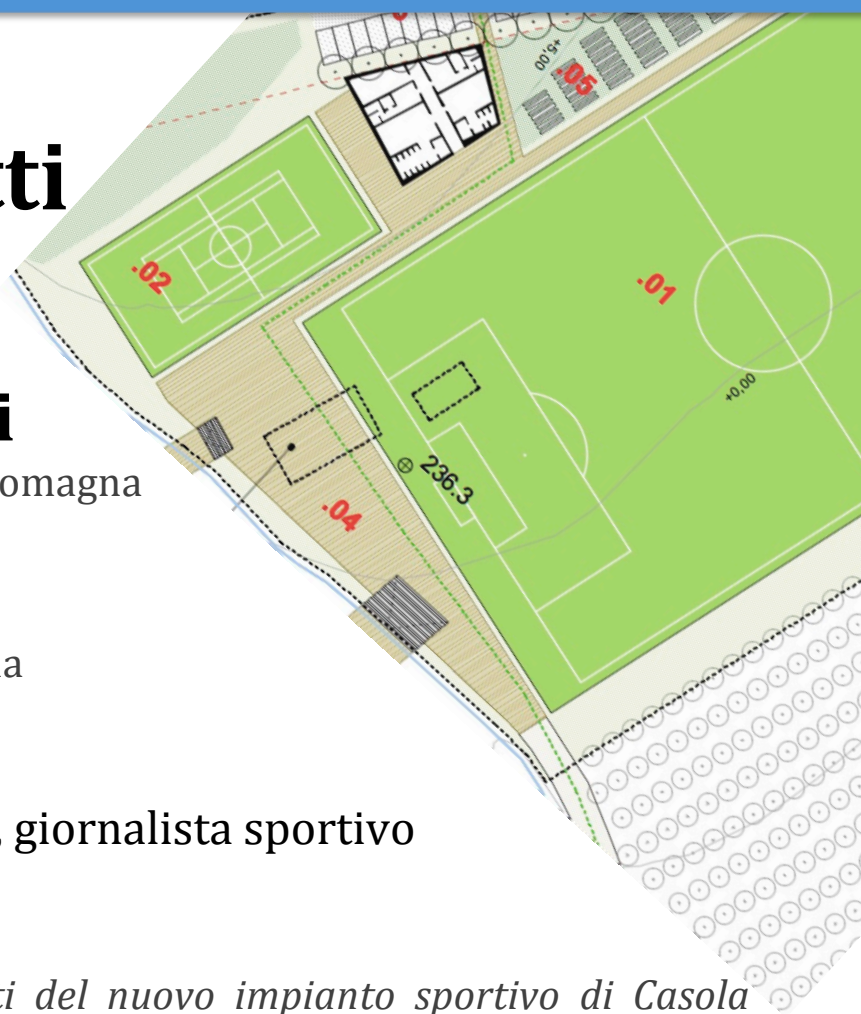 +5,00
.05
tti
.02
.01
+0,00
i
omagna
236.3
.04
a
, giornalista sportivo
ti del nuovo impianto sportivo di Casola